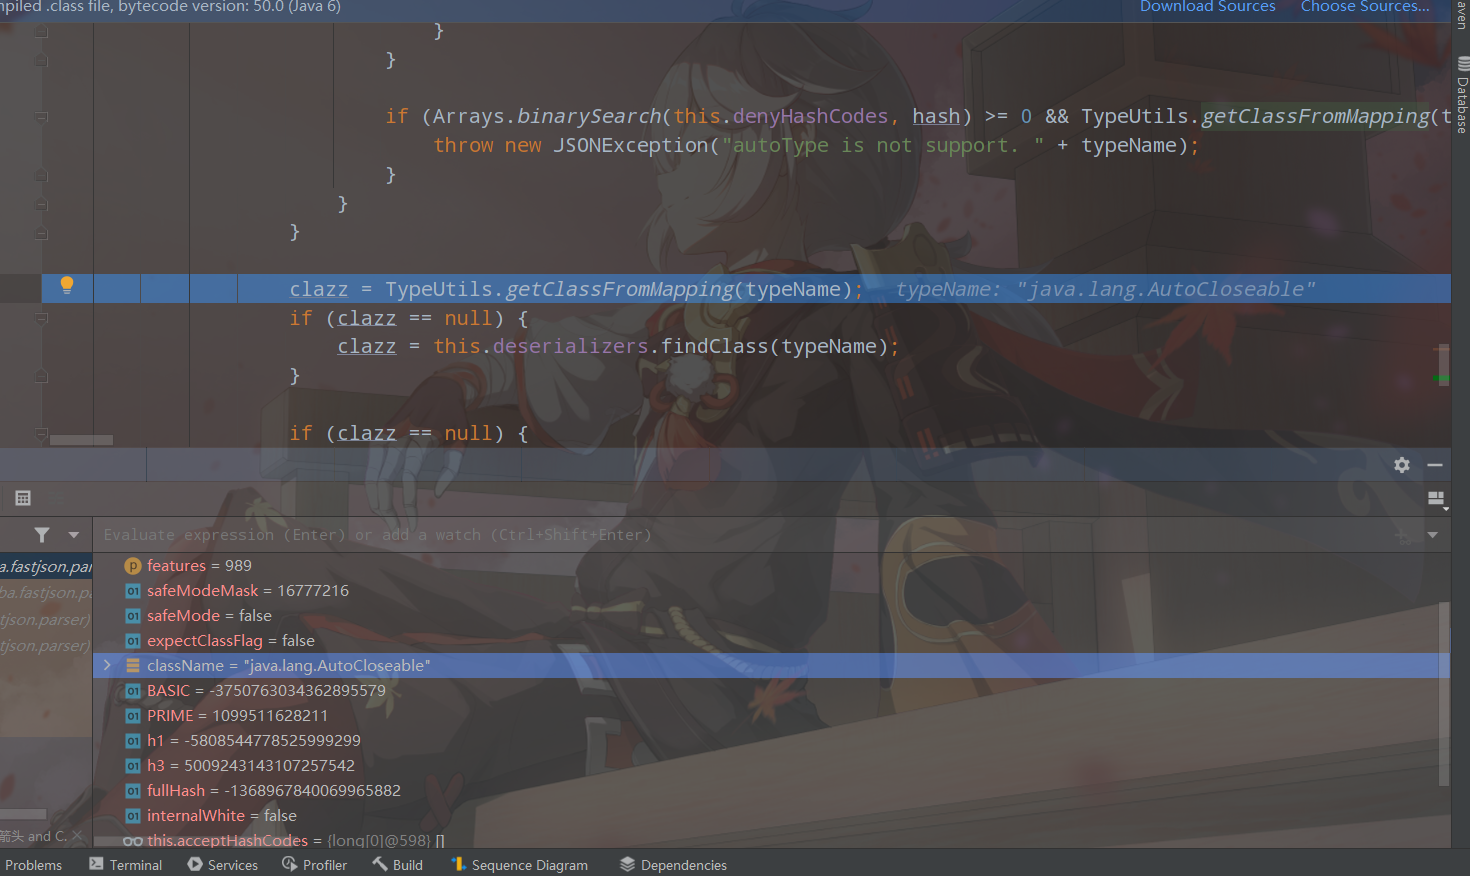 mpiled .class file, bytecode version: 50.0 (Java 6)
Download Sources
Choose Sources...
aven
Database
}
}
if (Arrays.binarySearch(this.denyHashCodes, hash) >= 0 && TypeUtils.getClassFromMapping(t
throw new JSONException("autoType is not support. " + typeName);
}
}
}
clazz = TypeUtils.getClassFromMapping(typeName); typeName: "java.lang.AutoCloseable"
if (clazz == null) {
clazz = this.deserializers.findClass(typeName);
}
if (clazz == null) {
Evaluate expression (Enter) or add a watch (Ctrl+Shift+Enter)
a.fastjson.par
ba.fastjson.pa
tjson.parser)
tjson.parser)
features = 989
safeModeMask = 16777216
safeMode = false
expectClassFlag = false
className = "java.lang.AutoCloseable"
BASIC = -3750763034362895579
PRIME = 1099511628211
h1 = -5808544778525999299
h3 = 5009243143107257542
fullHash = -1368967840069965882
internalWhite = false
this.acceptHashCodes = {long[0]@598} []
箭头 and C.
Problems
Terminal
Services
Profiler
Build
Sequence Diagram
Dependencies